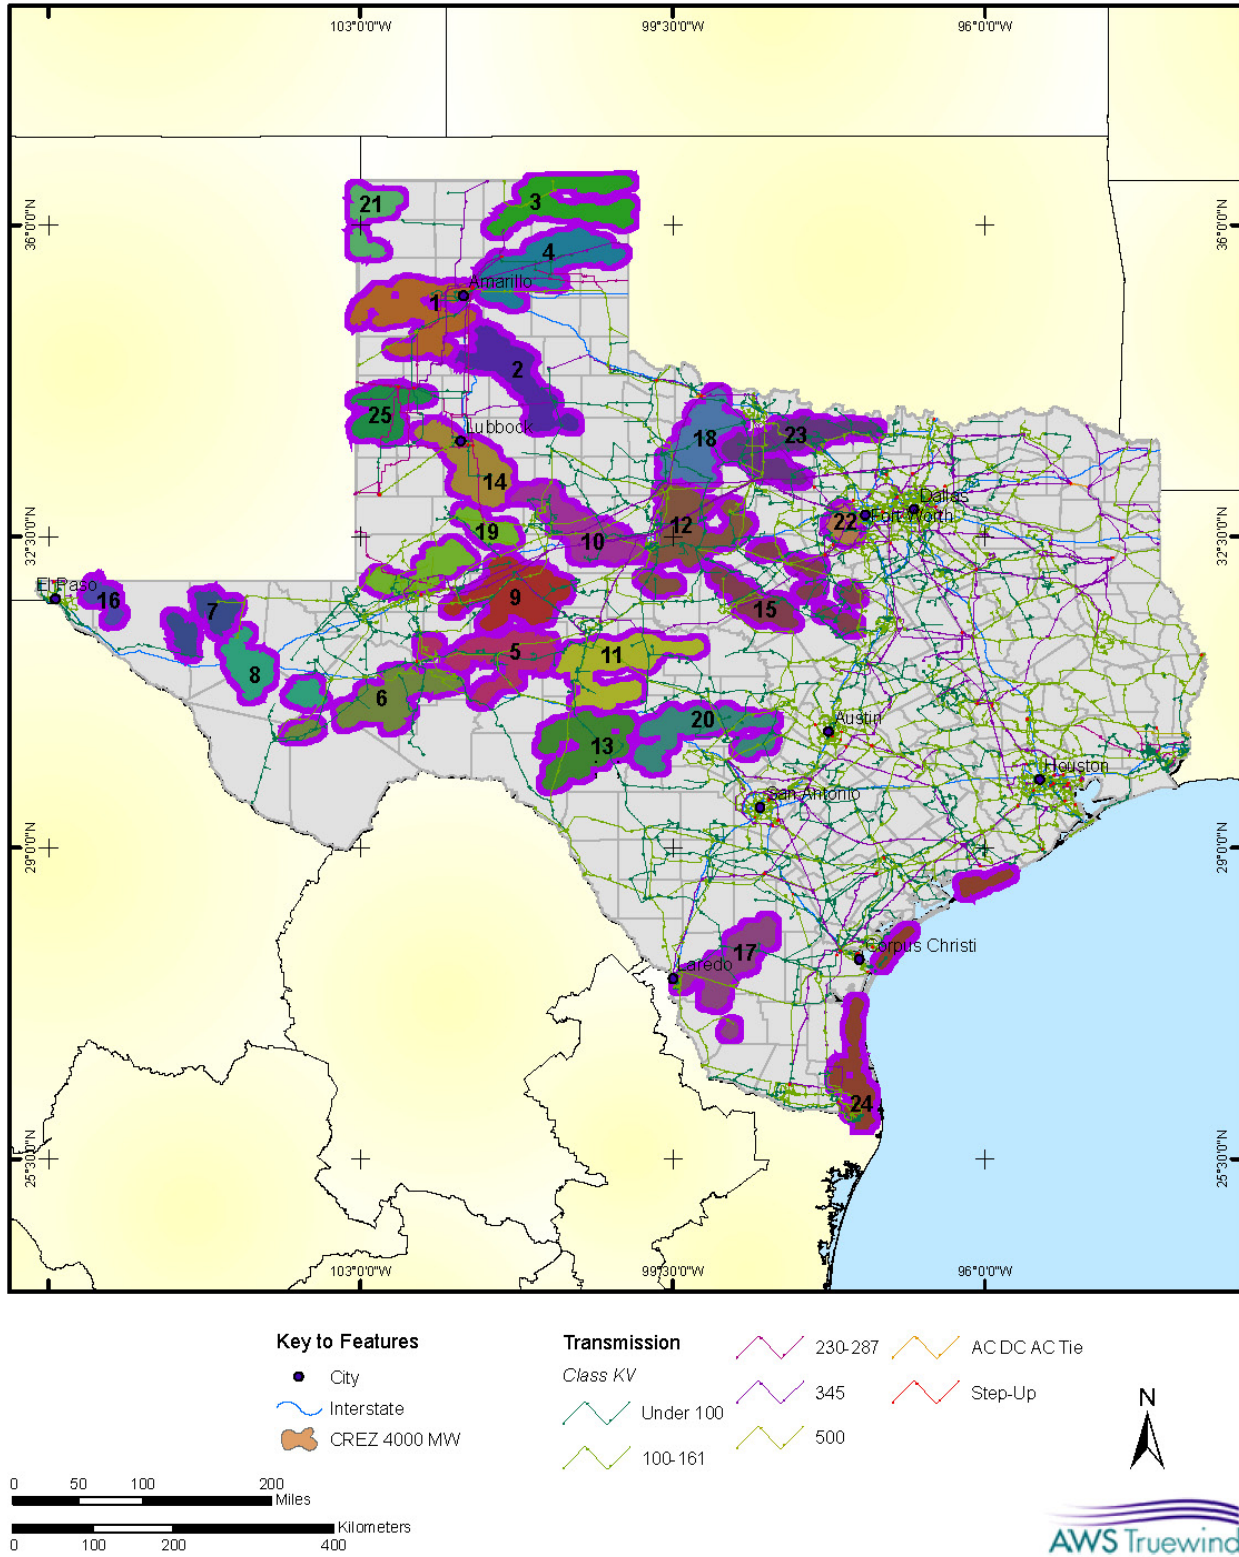 103°0'0"W 99°30'0"W 96°0'0"W
36°0'0"N 36°0'0"N
21
3
4
Amarillo
1
2
25
Lubbock
18
23
14
Dallas
Fort Worth
22
12
32°30'0"N 32°30'0"N
19
10
El Paso
16
9
7
15
5
11
8
6
20
Austin
13
Houston
San Antonio
29°0'0"N 29°0'0"N
Corpus Christi
17
Laredo
24
25°30'0"N 25°30'0"N
103°0'0"W 99°30'0"W 96°0'0"W
Key to Features
City
Interstate
CREZ 4000 MW
Transmission
Class KV
Under 100
100-161
230-287
345
500
AC DC AC Tie
Step-Up
N
0 50 100 200
Miles
Kilometers
0 100 200 400
AWS Truewind